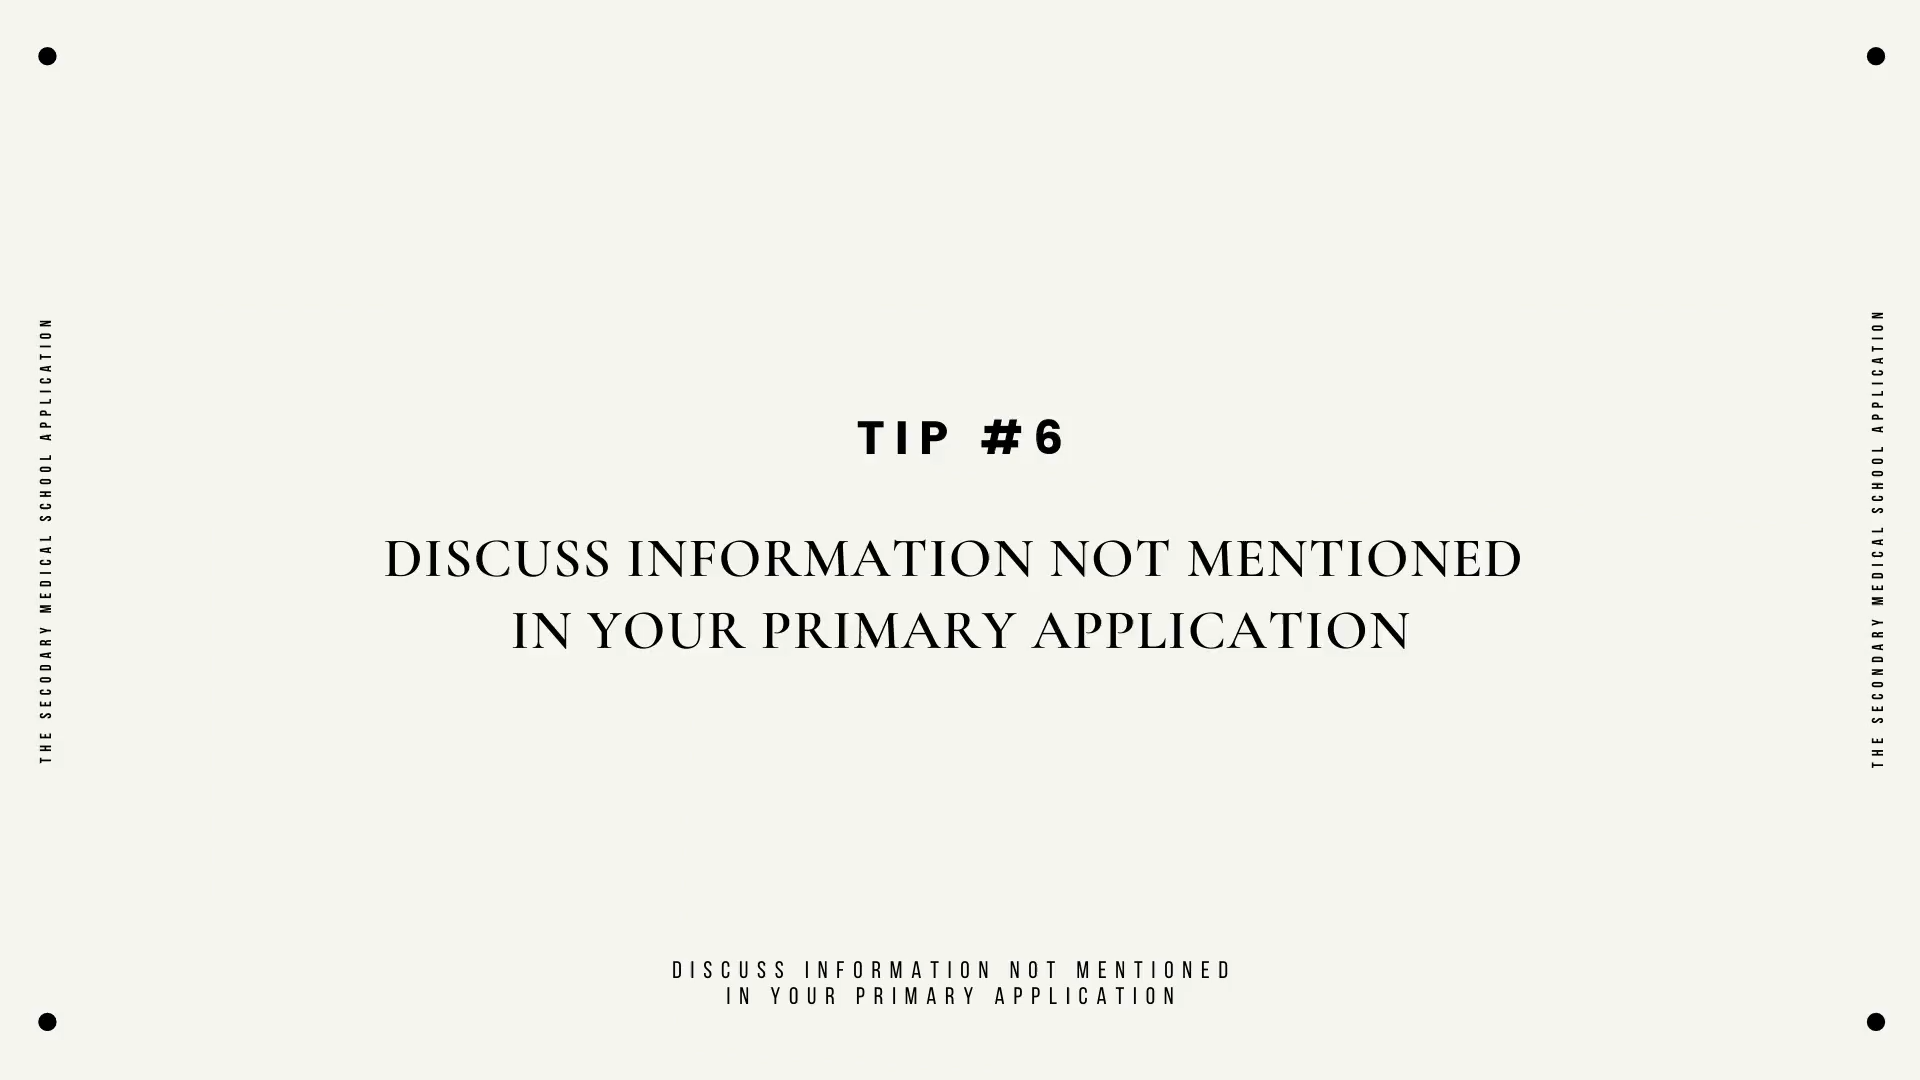 THE SECODARY MEDICAL SCHOOL APPLICATION
TIP #6
DISCUSS INFORMATION NOT MENTIONED
IN YOUR PRIMARY APPLICATION
THE SECONDARY MEDICAL SCHOOL APPLICATION
DISCUSS INFORMATION NOT MENTIONED
IN YOUR PRIMARY APPLICATION